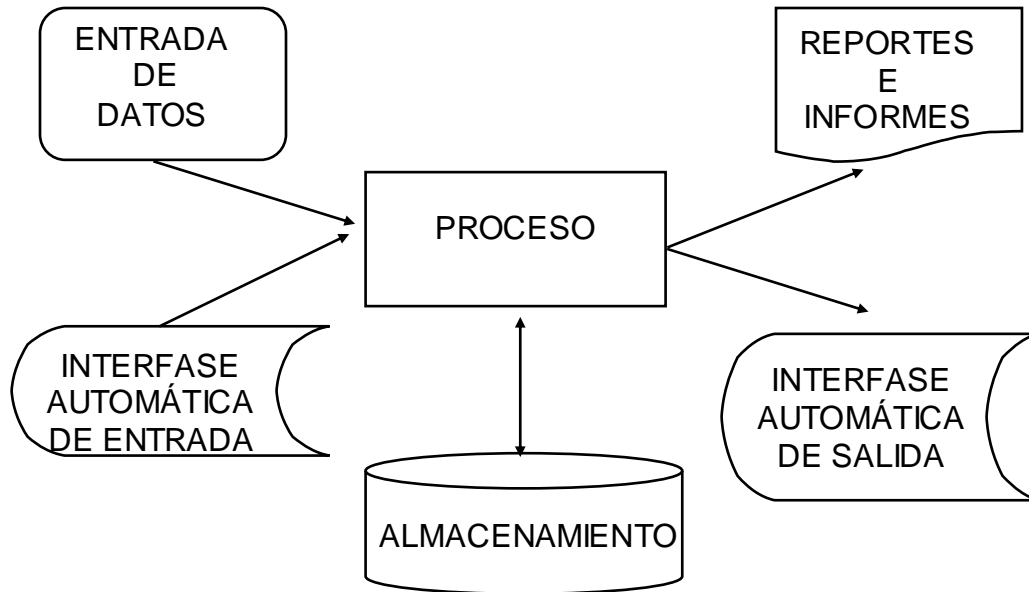 ENTRADA
DE
DATOS
REPORTES
E
INFORMES
PROCESO
INTERFASE
AUTOMÁTICA
DE ENTRADA
INTERFASE
AUTOMÁTICA
DE SALIDA
ALMACENAMIENTO